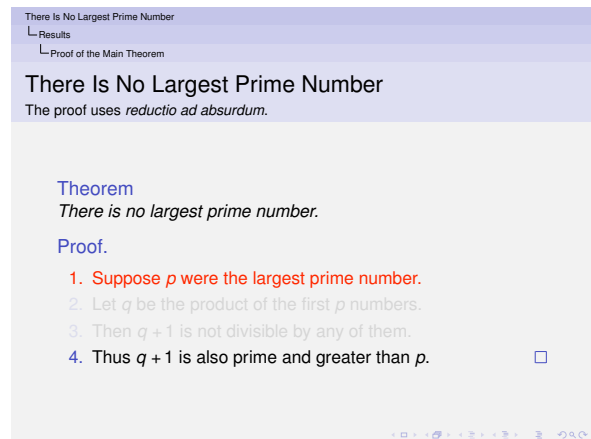 There Is No Largest Prime Number
Results
Proof of the Main Theorem
There Is No Largest Prime Number
The proof uses reductio ad absurdum.
Theorem
There is no largest prime number.
Proof.
1. Suppose p were the largest prime number.
2. Let q be the product of the first p numbers.
3. Then q + 1 is not divisible by any of them.
4. Thus q + 1 is also prime and greater than p.